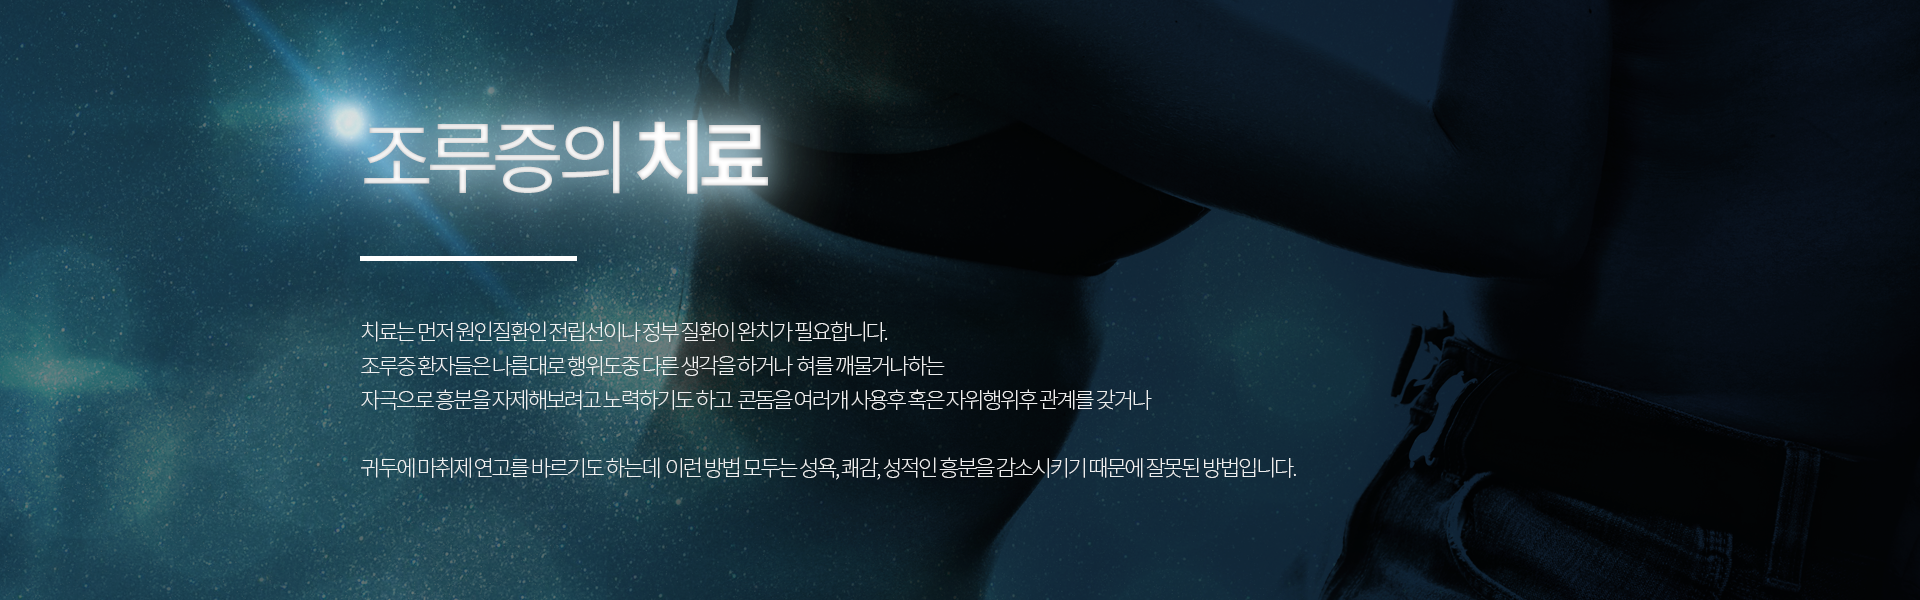 조루증의 치료
치료는 먼저 원인질환인 전립선이나 정부 질환이 완치가 필요합니다.
조루증 환자들은 나름대로 행위도중 다른 생각을 하거나 혀를 깨물거나하는
자극으로 흥분을 자제해보려고 노력하기도 하고 콘돔을 여러개 사용후 혹은 자위행위후 관계를 갖거나
귀두에 마취제 연고를 바르기도 하는데 이런 방법 모두는 성욕, 쾌감, 성적인 흥분을 감소시키기 때문에 잘못된 방법입니다.